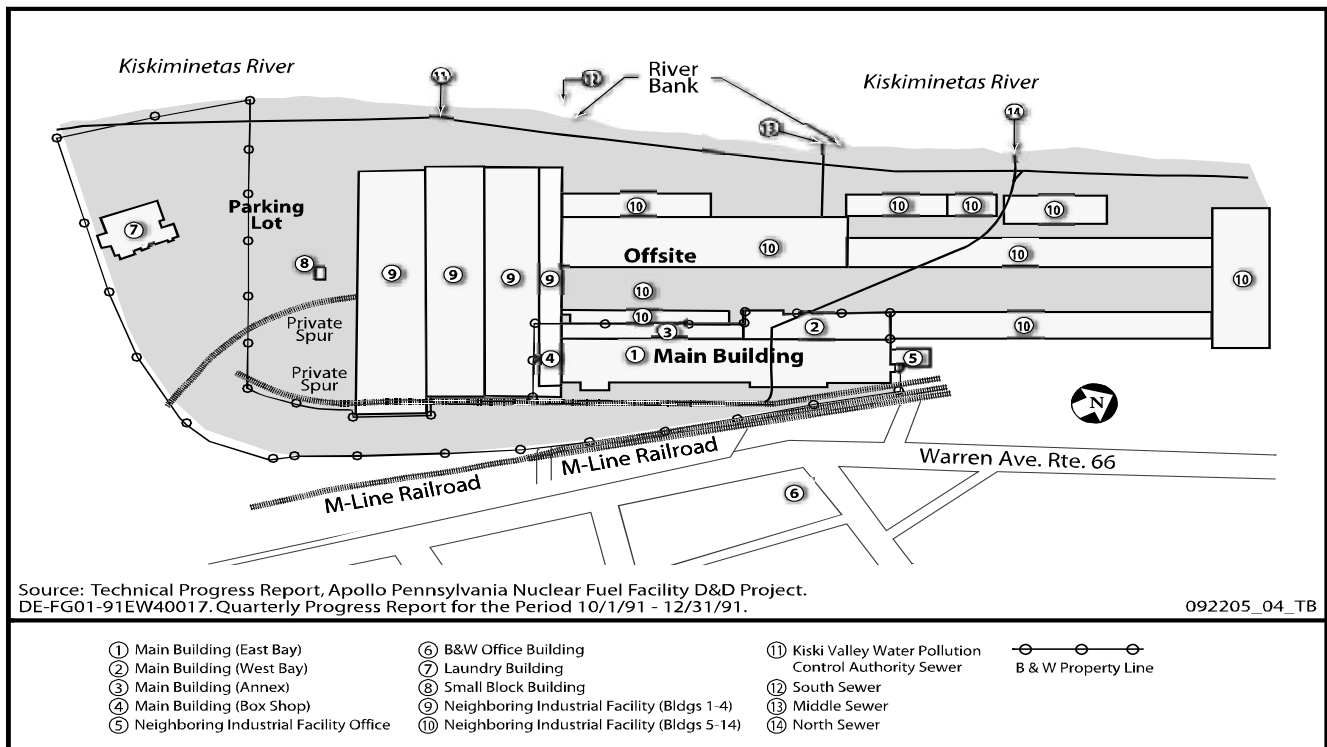 Kiskiminetas River
11
12
River
Bank
Kiskiminetas River
13
14
7
Parking
Lot
8
9
9
9
9
10
10
10
10
10
Offsite
10
10
10
10
10
10
Private
Spur
Private
Spur
3
2
4
1
Main Building
5
N
M-Line Railroad
M-Line Railroad
Warren Ave. Rte. 66
6
Source: Technical Progress Report, Apollo Pennsylvania Nuclear Fuel Facility D&D Project.
DE-FG01-91EW40017. Quarterly Progress Report for the Period 10/1/91 - 12/31/91.
092205_04_TB
1 Main Building (East Bay)
2 Main Building (West Bay)
3 Main Building (Annex)
4 Main Building (Box Shop)
5 Neighboring Industrial Facility Office
6 B&W Office Building
7 Laundry Building
8 Small Block Building
9 Neighboring Industrial Facility (Bldgs 1-4)
10 Neighboring Industrial Facility (Bldgs 5-14)
11 Kiski Valley Water Pollution
Control Authority Sewer
12 South Sewer
13 Middle Sewer
14 North Sewer
B & W Property Line